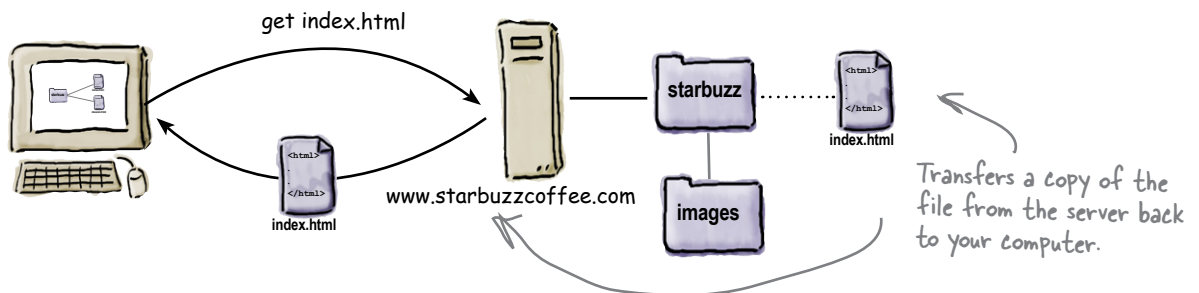 get index.html
<html>
.
.
</html>
index.html
www.starbuzzcoffee.com
starbuzz
images
<html>
.
.
</html>
index.html
Transfers a copy of the
file from the server back
to your computer.